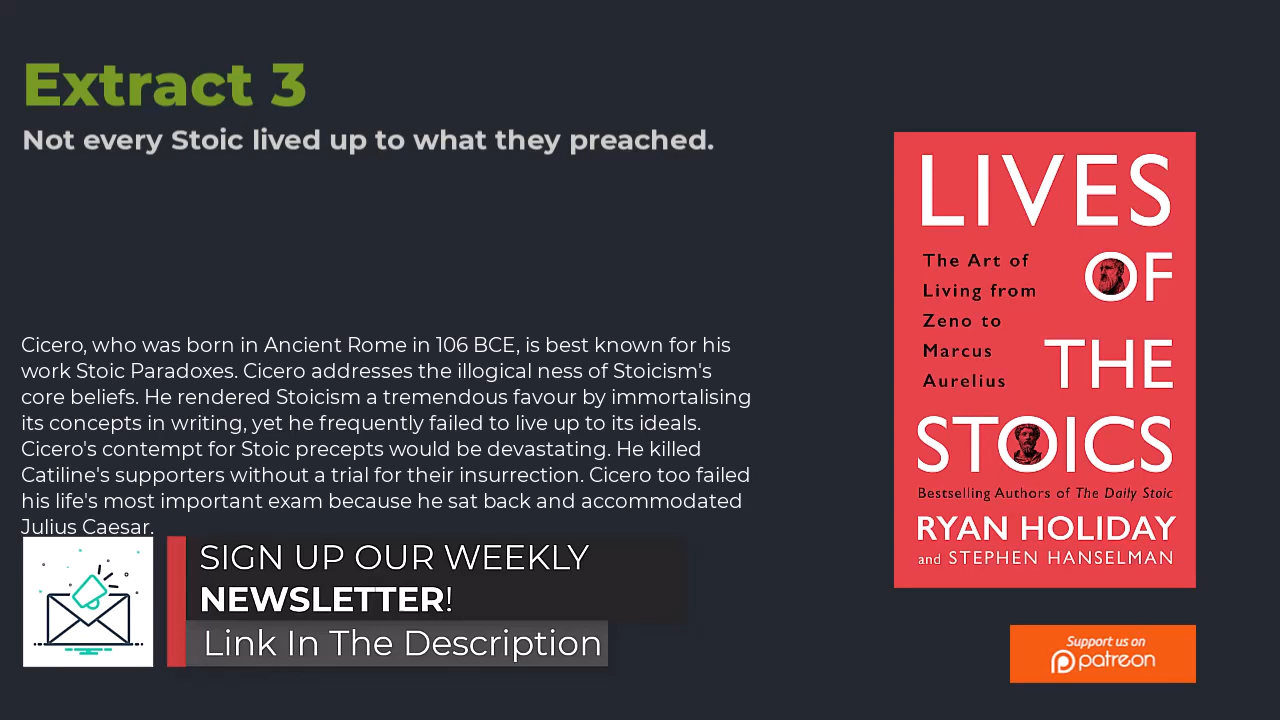 Extract 3
Not every Stoic lived up to what they preached.
Cicero, who was born in Ancient Rome in 106 BCE, is best known for his
work Stoic Paradoxes. Cicero addresses the illogical ness of Stoicism's
core beliefs. He rendered Stoicism a tremendous favour by immortalising
its concepts in writing, yet he frequently failed to live up to its ideals.
Cicero's contempt for Stoic precepts would be devastating. He killed
Catiline's supporters without a trial for their insurrection. Cicero too failed
his life's most important exam because he sat back and accommodated
Julius Caesar.
SIGN UP OUR WEEKLY
NEWSLETTER!
Link In The Description
LIVES
OF
THE
STOICS
The Art of
Living from
Zeno to
Marcus
Aurelius
Bestselling Authors of The Daily Stoic
RYAN HOLIDAY
and STEPHEN HANSELMAN
Support us on
patreon